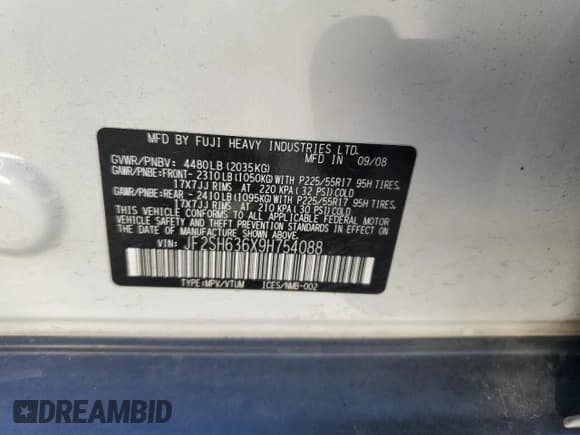 MFD BY FUJI HEAVY INDUSTRIES LTD.
GVWR/PNBV: 4480LB(2035KG) MFD IN 09/08
GAWR/PNBE:FRONT- 2310LB(1050KG)WITH P225/55R17 95H TIRES,
17X7JJ RIMS AT 220 KPA(32 PSI)COLD
GAWR/PNBE:REAR - 2410LB(1095KG)WITH P225/55R17 95H TIRES,
17X7JJ RIMS AT 210 KPA(30 PSI)COLD
THIS VEHICLE CONFORMS TO ALL APPLICABLE FEDERAL MOTOR
VEHICLE SAFETY AND BUMPER STANDARDS IN EFFECT ON
THE DATE OF MANUFACTURE SHOWN ABOVE.
VIN: JF2SH636X9H754088
TYPE:MPV/VTUM ICES/NMB-002
DREAMBID